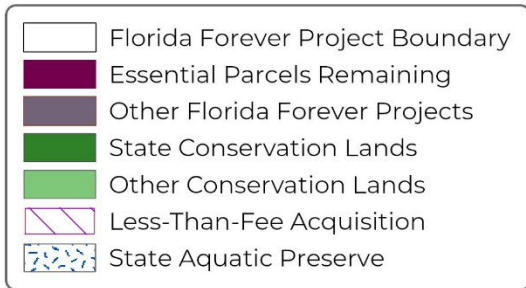 Florida Forever Project Boundary
Essential Parcels Remaining
Other Florida Forever Projects
State Conservation Lands
Other Conservation Lands
Less-Than-Fee Acquisition
State Aquatic Preserve